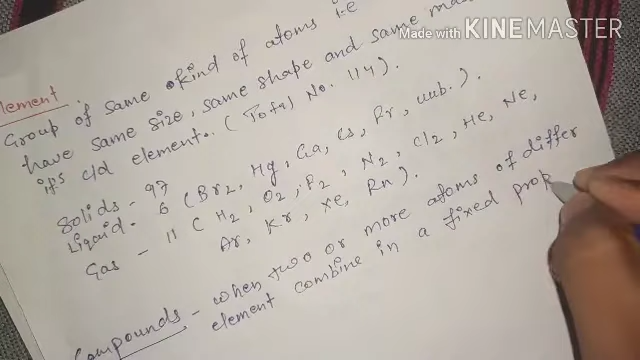 Made with KINEMASTER
lement
Group of same kind of atoms i.e
have same size, same shape and same ma
it's c/d element. (Total No. 114).
Solids - 97
Liquid - 6 (Br2, Hg, Ga, Cs, Fr, uub.).
Gas - 11 (H2, O2, F2, N2, Cl2, He, Ne,
Ar, Kr, Xe, Rn).
Compounds - When two or more atoms of differ
element combine in a fixed prop